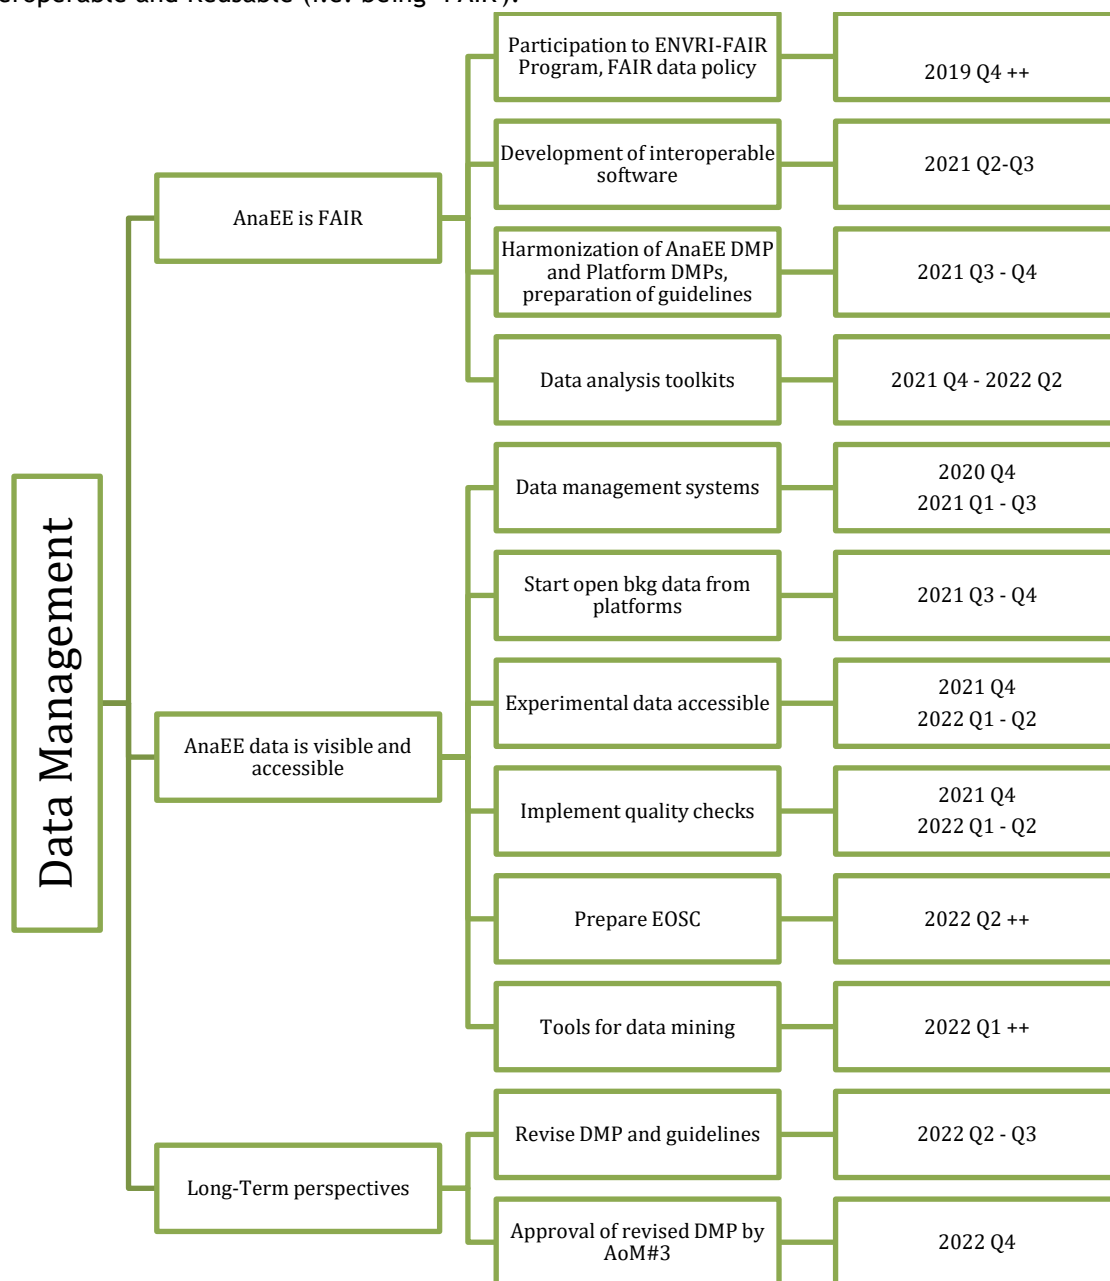 Reusable (i.e. being
Participation to ENVRI-FAIR
Program, FAIR data policy
2019 Q4 ++
Development of interoperable
software
2021 Q2-Q3
AnaEE is FAIR
Harmonization of AnaEE DMP
and Platform DMPs,
preparation of guidelines
2021 Q3 - Q4
Data analysis toolkits
2021 Q4 - 2022 Q2
Data Management
Data management systems
2020 Q4
2021 Q1 - Q3
Start open bkg data from
platforms
2021 Q3 - Q4
Experimental data accessible
2021 Q4
2022 Q1 - Q2
AnaEE data is visible and
accessible
Implement quality checks
2021 Q4
2022 Q1 - Q2
Prepare EOSC
2022 Q2 ++
Tools for data mining
2022 Q1 ++
Long-Term perspectives
Revise DMP and guidelines
2022 Q2 - Q3
Approval of revised DMP by
AoM#3
2022 Q4